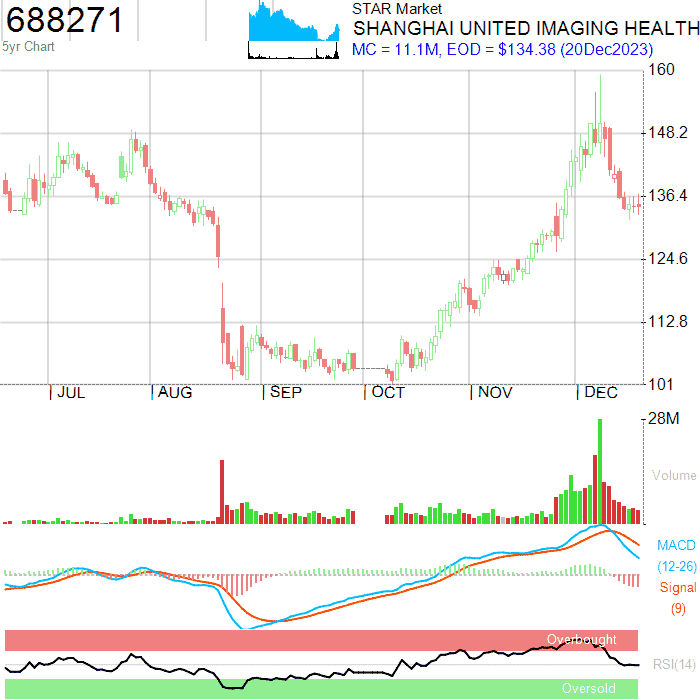 688271
5yr Chart
STAR Market
SHANGHAI UNITED IMAGING HEALTH
MC = 11.1M, EOD = $134.38 (20Dec2023)
160
148.2
136.4
124.6
112.8
101
JUL AUG SEP OCT NOV DEC
28M
Volume
MACD
(12-26)
Signal
(9)
Overbought
RSI(14)
Oversold